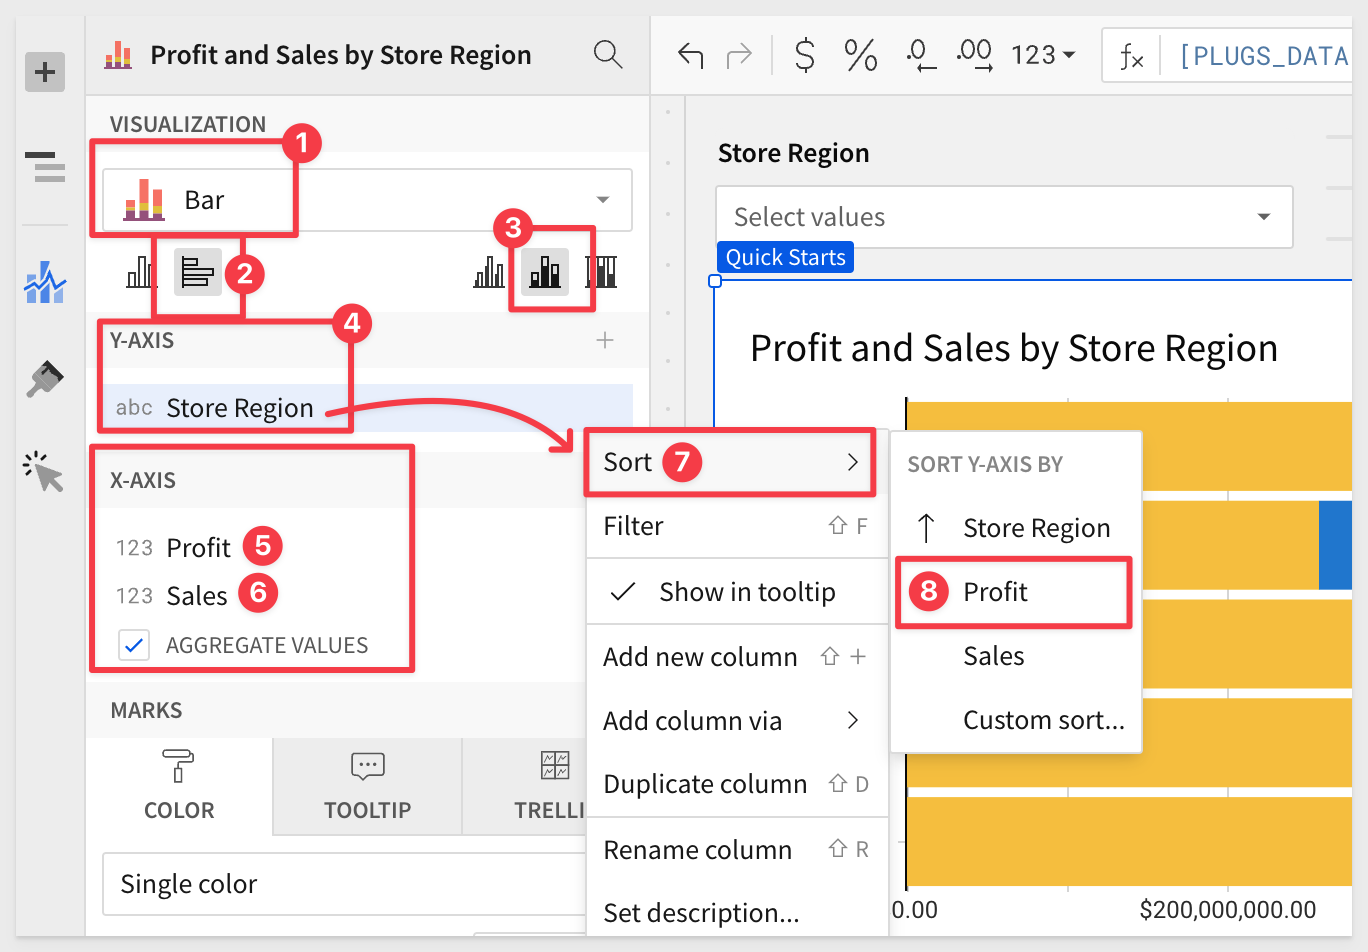 Profit and Sales by Store Region
123
fx
[PLUGS_DATA
VISUALIZATION
1
Bar
2
3
Y-AXIS
4
abc Store Region
X-AXIS
123 Profit 5
123 Sales 6
AGGREGATE VALUES
MARKS
COLOR
TOOLTIP
TRELLI
Single color
Store Region
Select values
Quick Starts
Profit and Sales by Store Region
Sort 7
Filter ⇧ F
Show in tooltip
Add new column ⇧ +
Add column via
Duplicate column ⇧ D
Rename column ⇧ R
Set description...
SORT Y-AXIS BY
↑ Store Region
8 Profit
Sales
Custom sort...
0.00
$200,000,000.00
$ % .0 .00